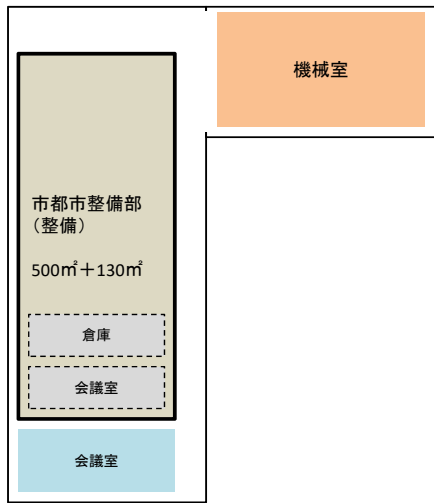 機械室
市都市整備部
（整備）
500㎡＋130㎡
倉庫
会議室
会議室